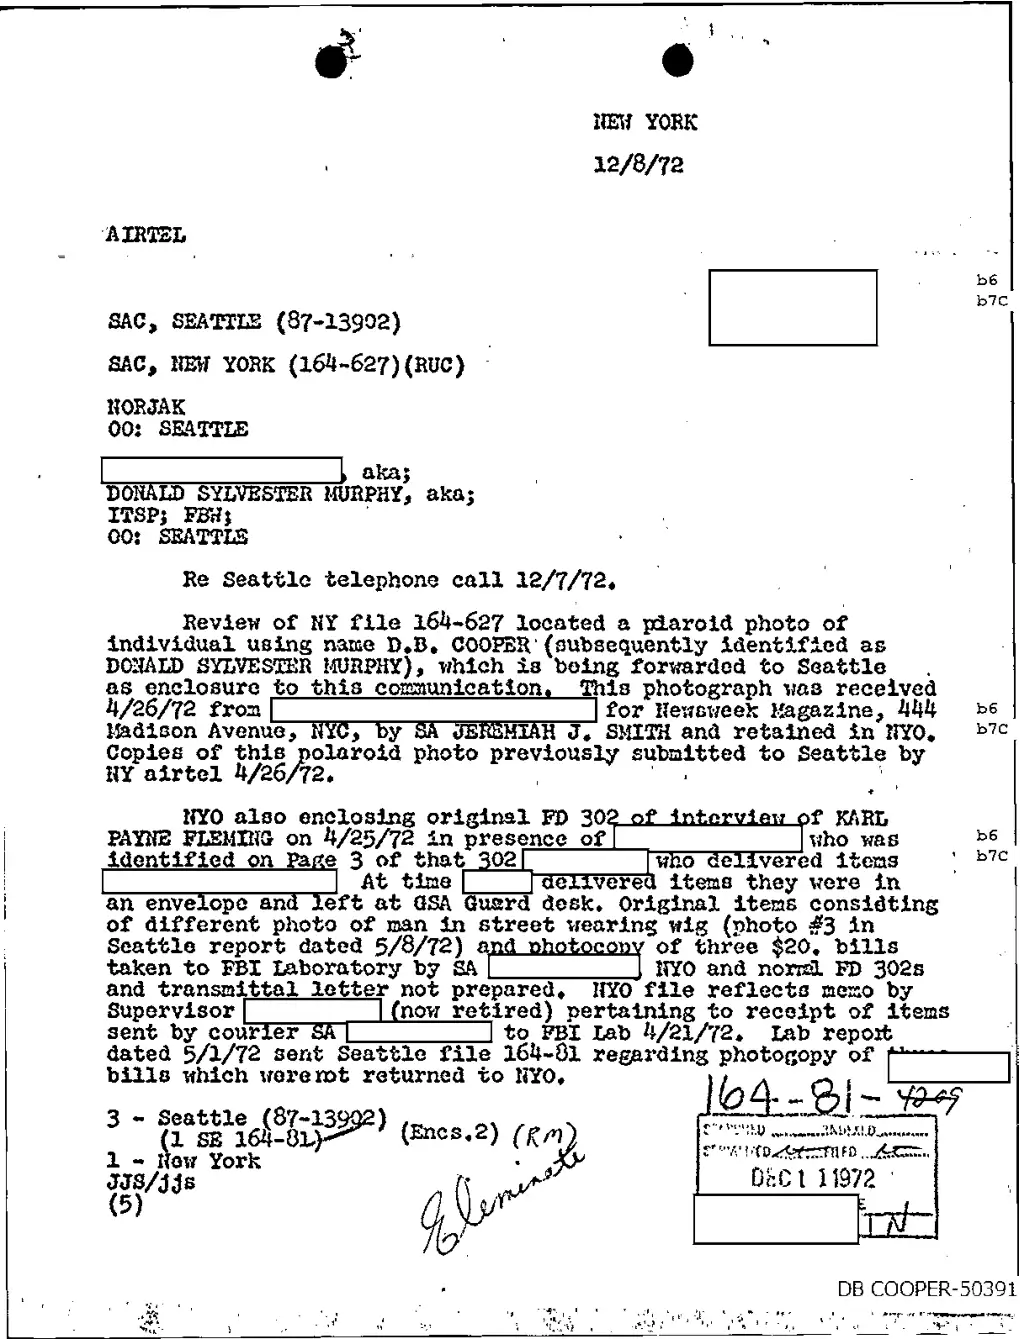 NEW YORK
12/8/72
AIRTEL
b6
b7C
SAC, SEATTLE (87-13902)
SAC, NEW YORK (164-627)(RUC)
NORJAK
OO: SEATTLE
, aka;
DONALD SYLVESTER MURPHY, aka;
ITSP; FBW;
OO: SEATTLE
Re Seattle telephone call 12/7/72.
Review of NY file 164-627 located a plaroid photo of
individual using name D.B. COOPER (subsequently identified as
DONALD SYLVESTER MURPHY), which is being forwarded to Seattle
as enclosure to this communication. This photograph was received
4/26/72 from for Newsweek Magazine, 444
Madison Avenue, NYC, by SA JEREMIAH J. SMITH and retained in NYO.
Copies of this polaroid photo previously submitted to Seattle by
NY airtel 4/26/72.
b6
b7C
NYO also enclosing original FD 302 of interview of KARL
PAYNE FLEMING on 4/25/72 in presence of who was
identified on Page 3 of that 302 who delivered items
At time delivered items they were in
an envelope and left at GSA Guard desk. Original items considting
of different photo of man in street wearing wig (photo #3 in
Seattle report dated 5/8/72) and photocopy of three $20. bills
taken to FBI Laboratory by SA NYO and normal FD 302s
and transmittal letter not prepared. NYO file reflects memo by
Supervisor (now retired) pertaining to receipt of items
sent by courier SA to FBI Lab 4/21/72. Lab report
dated 5/1/72 sent Seattle file 164-81 regarding photocopy of
bills which were not returned to NYO.
b6
b7C
3 - Seattle (87-13902)
(1 SE 164-81)
(Encs.2) (RM)
1 - New York
JJS/jjs
(5)
Eleminate
164-81-4269
DEC 11 1972
IN
DB COOPER-50391